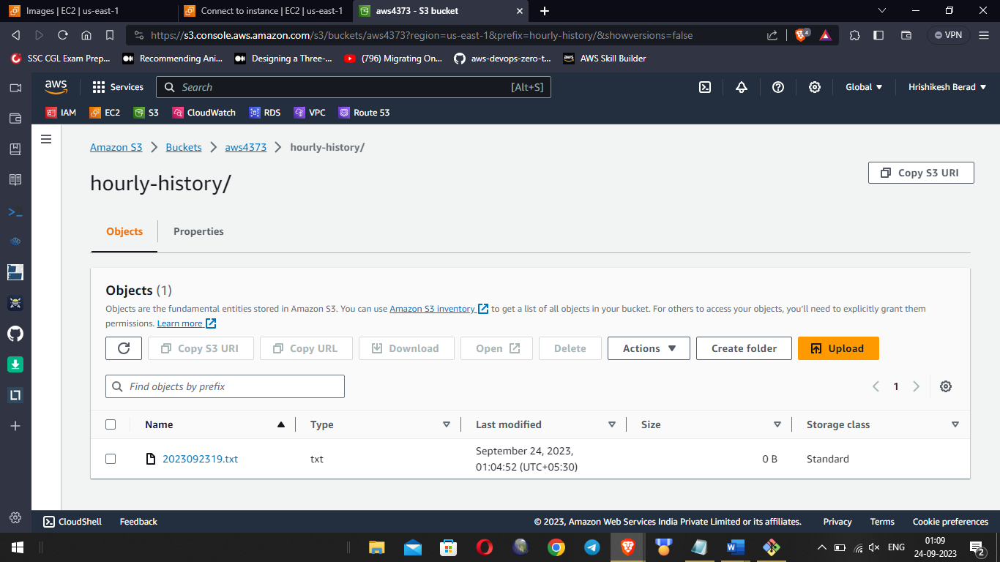 Images | EC2 | us-east-1
Connect to instance | EC2 | us-east-1
aws4373 - S3 bucket
https://s3.console.aws.amazon.com/s3/buckets/aws4373?region=us-east-1&prefix=hourly-history/&showversions=false
4
VPN
SSC CGL Exam Prep...
Recommending Ani...
Designing a Three-...
(796) Migrating On...
aws-devops-zero-t...
AWS Skill Builder
aws
Services
Search
[Alt+S]
Global
Hrishikesh Berad
IAM
EC2
S3
CloudWatch
RDS
VPC
Route 53
Amazon S3
Buckets
aws4373
hourly-history/
hourly-history/
Copy S3 URI
Objects
Properties
Objects (1)
Objects are the fundamental entities stored in Amazon S3. You can use Amazon S3 inventory to get a list of all objects in your bucket. For others to access your objects, you'll need to explicitly grant them
permissions. Learn more
Copy S3 URI
Copy URL
Download
Open
Delete
Actions
Create folder
Upload
Find objects by prefix
1
Name
Type
Last modified
Size
Storage class
2023092319.txt
txt
September 24, 2023,
01:04:52 (UTC+05:30)
0 B
Standard
CloudShell
Feedback
© 2023, Amazon Web Services India Private Limited or its affiliates.
Privacy
Terms
Cookie preferences
ENG
01:09
24-09-2023
2